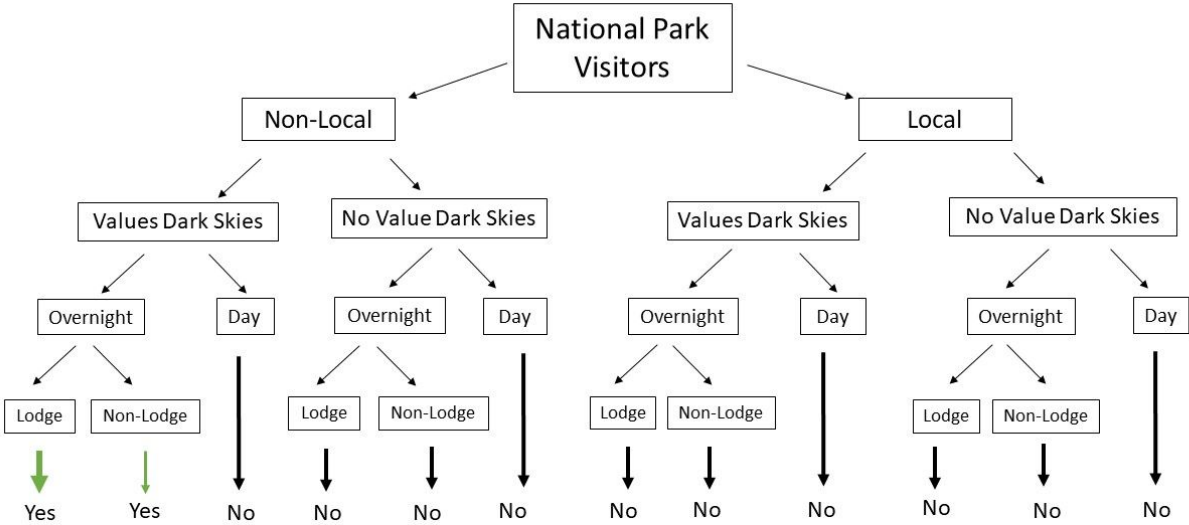 National Park
Visitors
Non-Local
Local
Values Dark Skies
No Value Dark Skies
Values Dark Skies
No Value Dark Skies
Overnight
Day
Overnight
Day
Overnight
Day
Overnight
Day
Lodge
Non-Lodge
Lodge
Non-Lodge
Lodge
Non-Lodge
Lodge
Non-Lodge
Yes
Yes
No
No
No
No
No
No
No
No
No
No